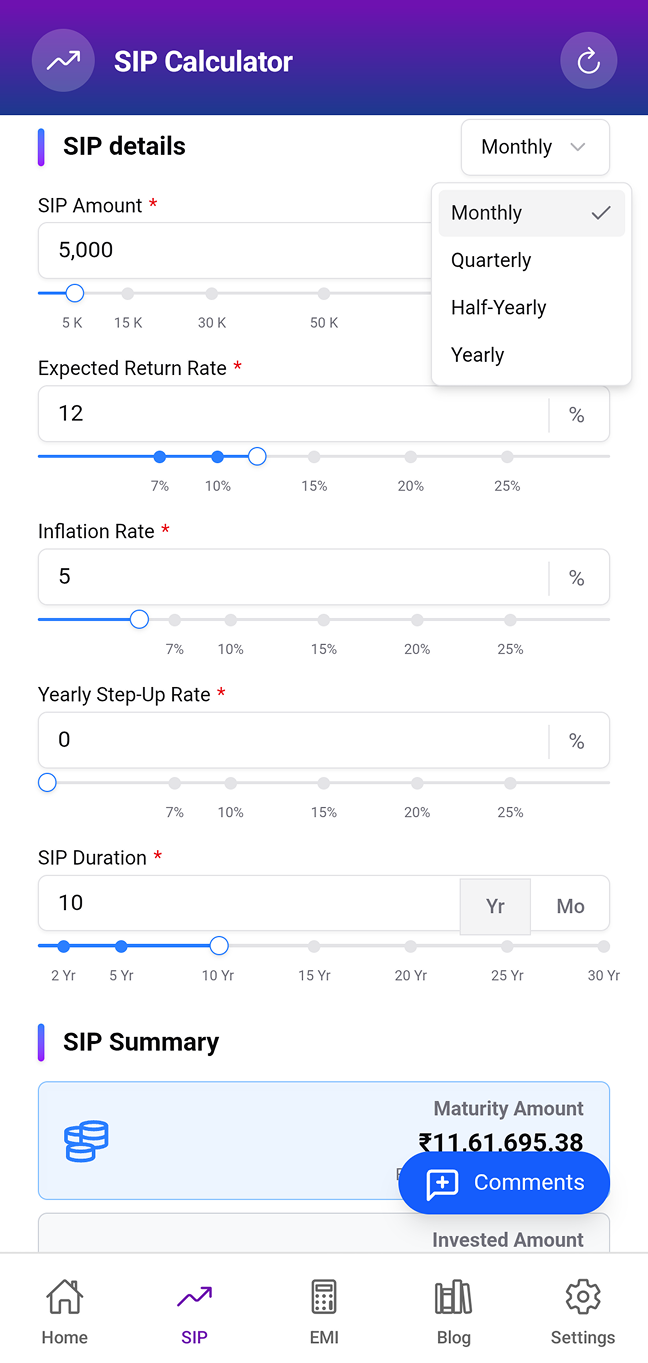 SIP Calculator
SIP details
Monthly
Monthly
Quarterly
Half-Yearly
Yearly
SIP Amount *
5,000
5 K 15 K 30 K 50 K
Expected Return Rate *
12 %
7% 10% 15% 20% 25%
Inflation Rate *
5 %
7% 10% 15% 20% 25%
Yearly Step-Up Rate *
0 %
7% 10% 15% 20% 25%
SIP Duration *
10 Yr Mo
2 Yr 5 Yr 10 Yr 15 Yr 20 Yr 25 Yr 30 Yr
SIP Summary
Maturity Amount
₹11,61,695.38
Comments
Invested Amount
Home SIP EMI Blog Settings